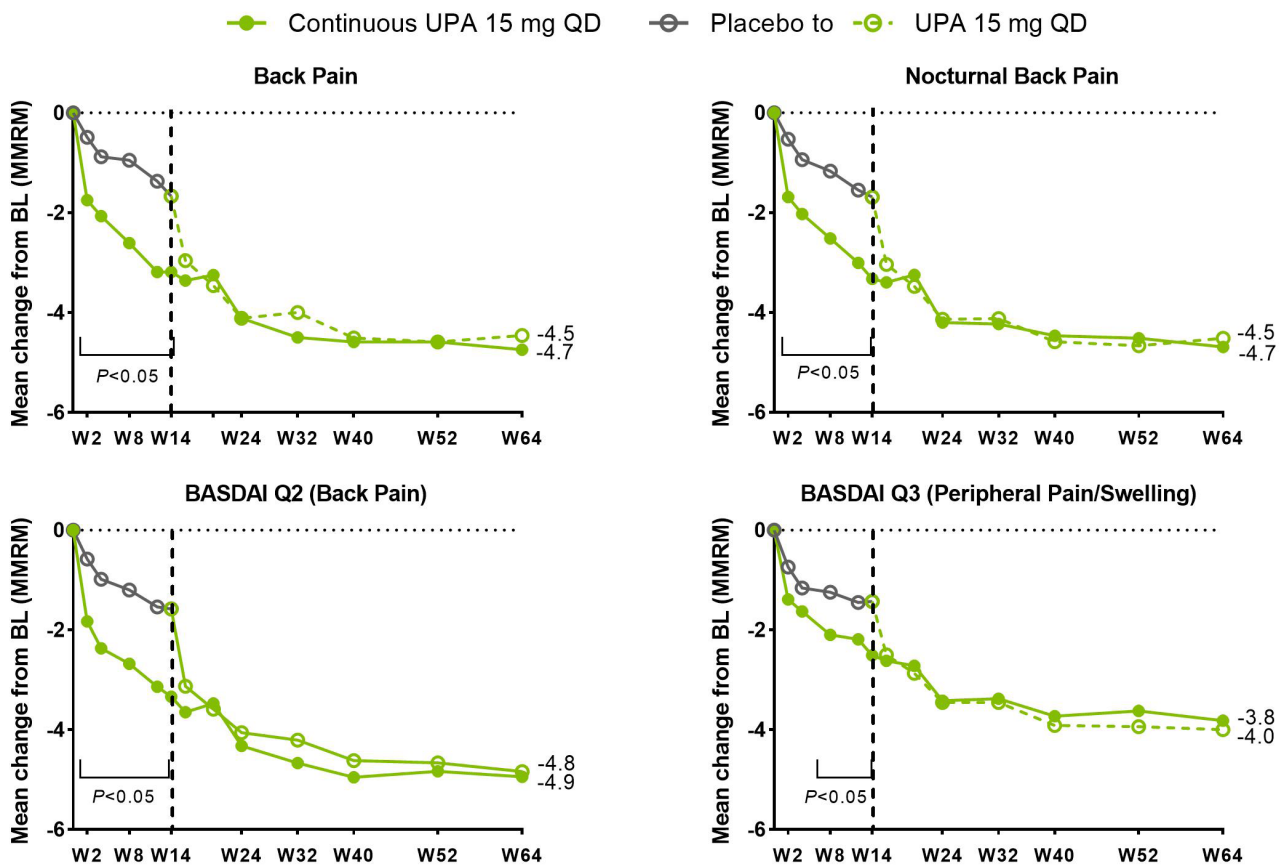 Continuous UPA 15 mg QD Placebo to UPA 15 mg QD
Back Pain
Mean change from BL (MMRM)
0
-2
-4
-6
P<0.05
-4.5
-4.7
W2 W8 W14 W24 W32 W40 W52 W64
Nocturnal Back Pain
Mean change from BL (MMRM)
0
-2
-4
-6
P<0.05
-4.5
-4.7
W2 W8 W14 W24 W32 W40 W52 W64
BASDAI Q2 (Back Pain)
Mean change from BL (MMRM)
0
-2
-4
-6
P<0.05
-4.8
-4.9
W2 W8 W14 W24 W32 W40 W52 W64
BASDAI Q3 (Peripheral Pain/Swelling)
Mean change from BL (MMRM)
0
-2
-4
-6
P<0.05
-3.8
-4.0
W2 W8 W14 W24 W32 W40 W52 W64